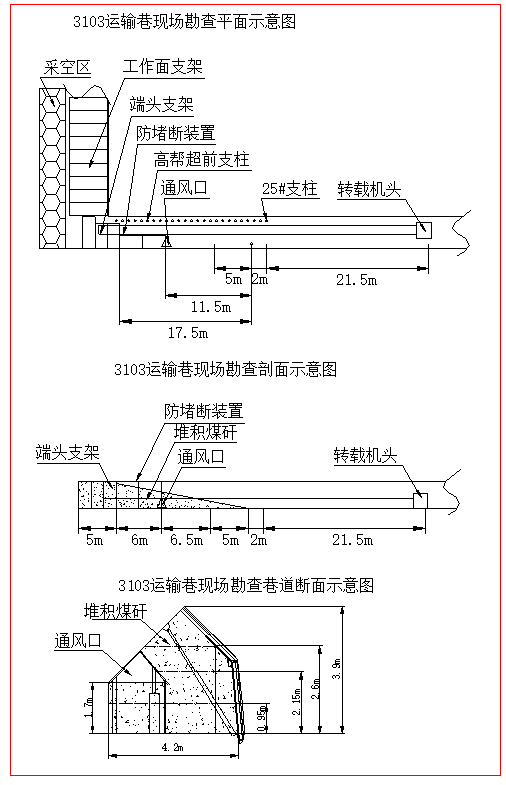 3103运输巷现场勘查平面示意图
采空区
工作面支架
端头支架
防堵断装置
高帮超前支柱
通风口
25#支柱
转载机头
5m
2m
21.5m
11.5m
17.5m
3103运输巷现场勘查剖面示意图
防堵断装置
堆积煤矸
端头支架
通风口
转载机头
5m
6m
6.5m
5m
2m
21.5m
3103运输巷现场勘查巷道断面示意图
堆积煤矸
通风口
1.7m
0.95m
2.15m
2.6m
3.9m
4.2m